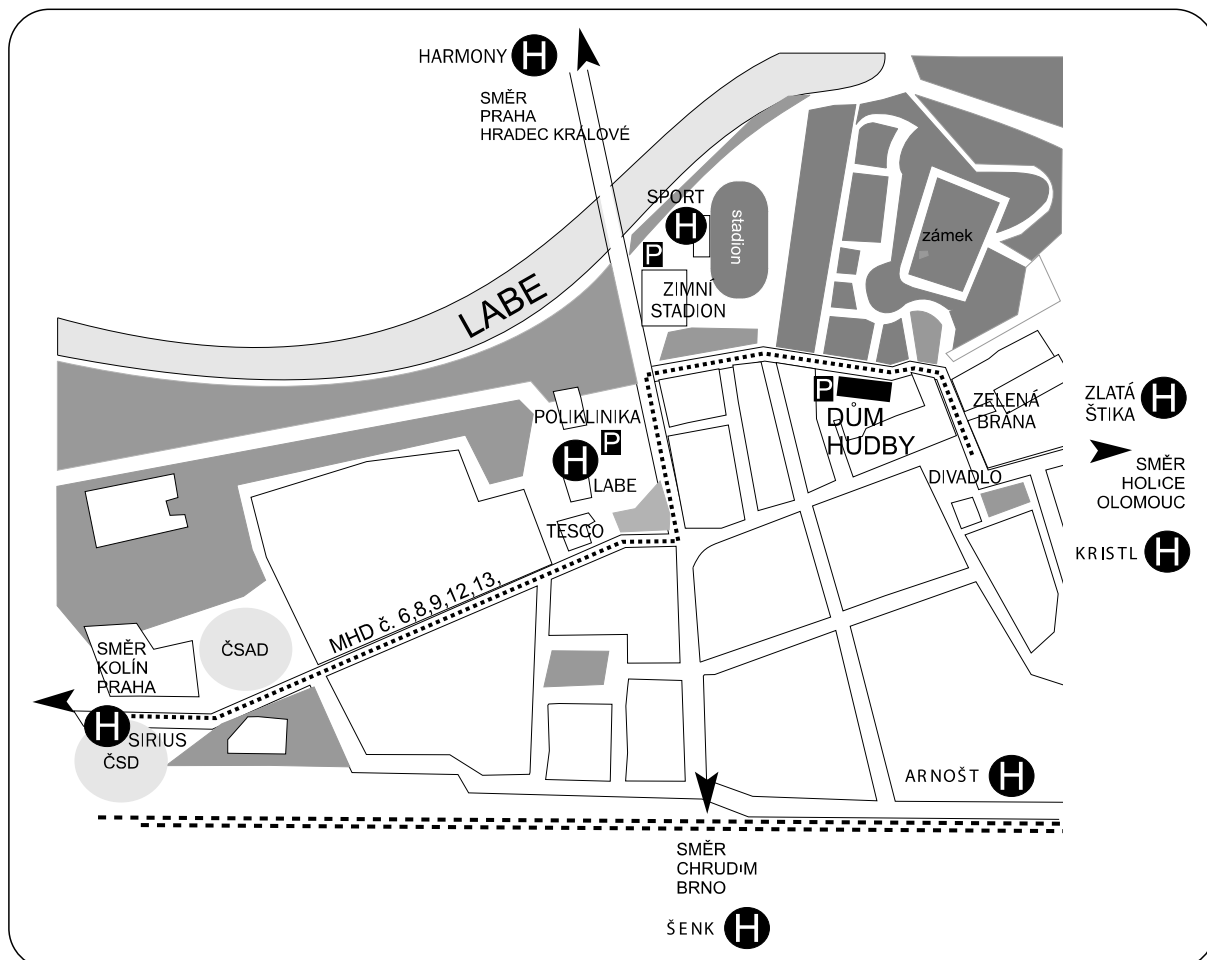 HARMONY H
SMĚR
PRAHA
HRADEC KRÁLOVÉ
SPORT
H
stadion
zámek
P
ZIMNÍ
STADION
LABE
P
DŮM
HUDBY
ZELENÁ
BRÁNA
ZLATÁ
ŠTIKA
H
POLIKLINIKA
P
H
LABE
DIVADLO
SMĚR
HOLICE
OLOMOUC
TESCO
KRISTL H
MHD č. 6,8,9,12,13,
SMĚR
KOLÍN
PRAHA
ČSAD
H
SIRIUS
ČSD
ARNOŠT H
SMĚR
CHRUDIM
BRNO
ŠENK H